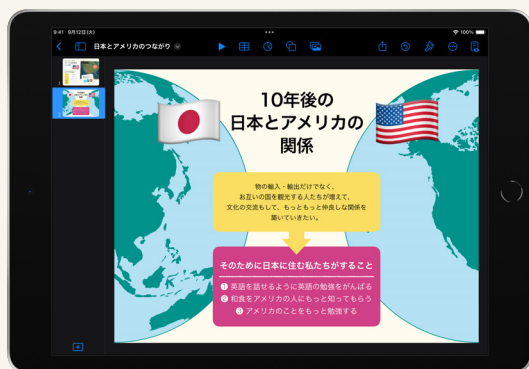 9:41 9月12日(火)
100%
日本とアメリカのつながり
10年後の
日本とアメリカの
関係
物の輸入・輸出だけでなく、
お互いの国を観光する人たちが増えて、
文化の交流もして、もっともっと仲良しな関係を
築いていきたい。
そのために日本に住む私たちがすること
❶ 英語を話せるように英語の勉強をがんばる
❷ 和食をアメリカの人にもっと知ってもらう
❸ アメリカのことをもっと勉強する